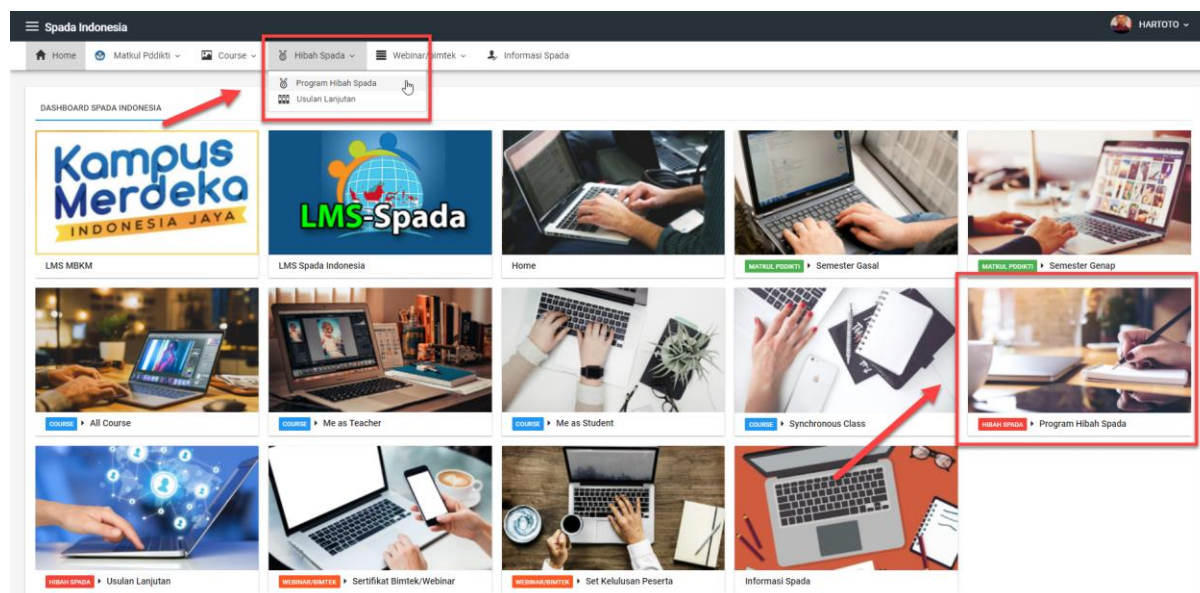 Spada Indonesia
HARTOTO
Home Matkul Pddikti Course Hibah Spada Webinar/bimtek Informasi Spada
Program Hibah Spada
Usulan Lanjutan
DASHBOARD SPADA INDONESIA
Kampus
Merdeka
INDONESIA JAYA
LMS-Spada
LMS MBKM
LMS Spada Indonesia
Home
MATKUL PDDIKTI Semester Gasal
MATKUL PDDIKTI Semester Genap
COURSE All Course
COURSE Me as Teacher
COURSE Me as Student
COURSE Synchronous Class
HIBAH SPADA Program Hibah Spada
HIBAH SPADA Usulan Lanjutan
WEBINAR/BIMTEK Sertifikat Bimtek/Webinar
WEBINAR/BIMTEK Set Kelulusan Peserta
Informasi Spada